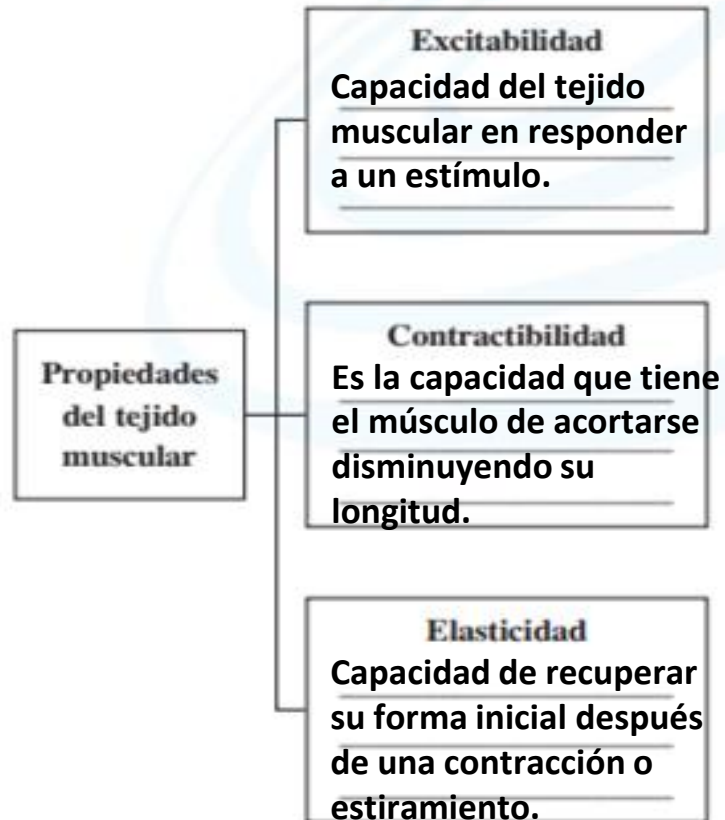 Excitabilidad
Capacidad del tejido
muscular en responder
a un estímulo.
Propiedades
del tejido
muscular
Contractibilidad
Es la capacidad que tiene
el músculo de acortarse
disminuyendo su
longitud.
Elasticidad
Capacidad de recuperar
su forma inicial después
de una contracción o
estiramiento.